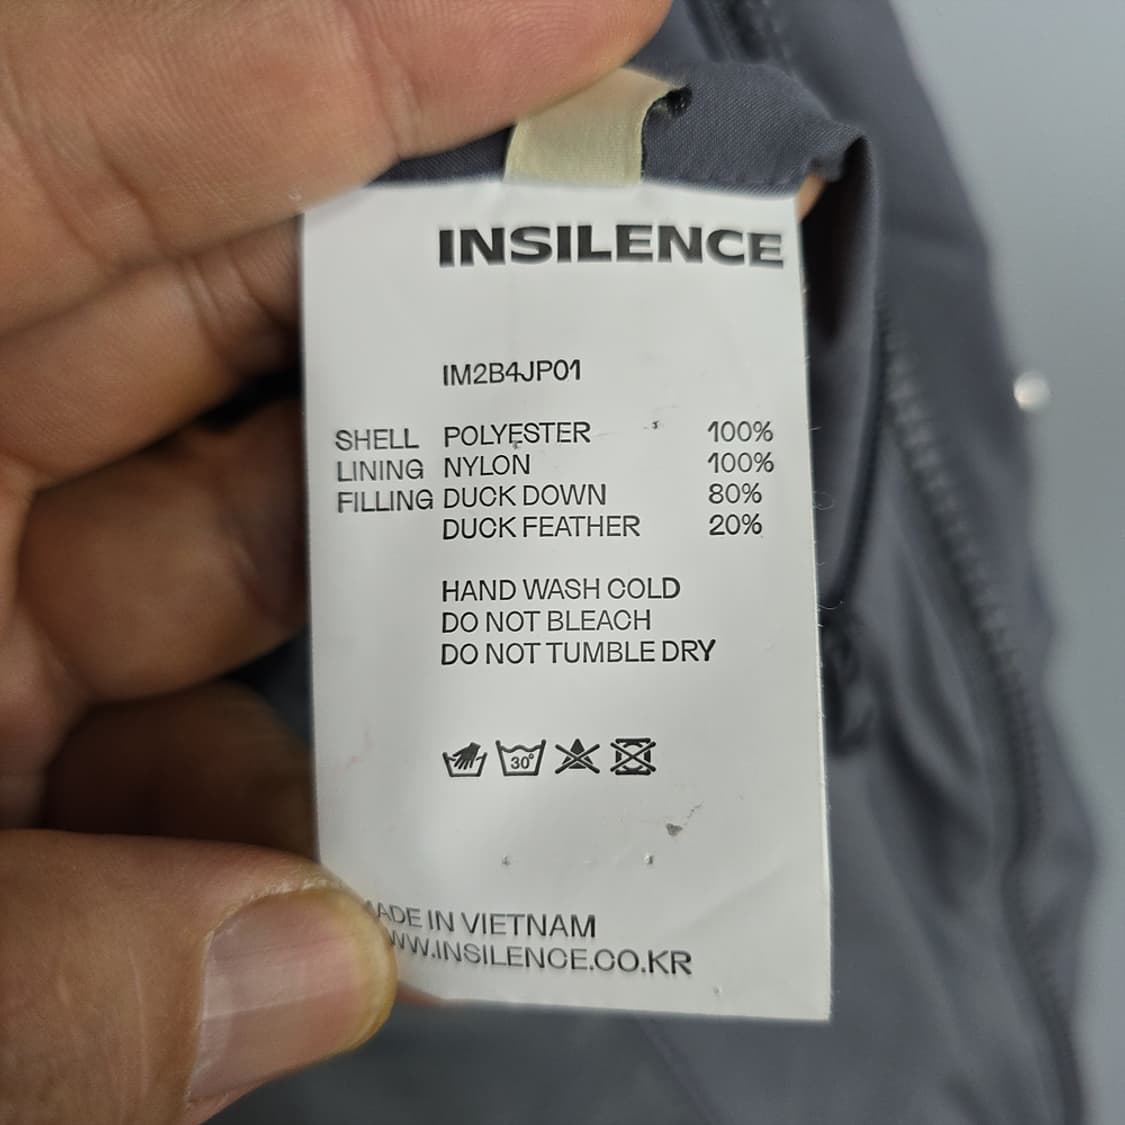 INSILENCE
IM2B4JP01
SHELL POLYESTER 100%
LINING NYLON 100%
FILLING DUCK DOWN 80%
DUCK FEATHER 20%
HAND WASH COLD
DO NOT BLEACH
DO NOT TUMBLE DRY
30°
MADE IN VIETNAM
WWW.INSILENCE.CO.KR